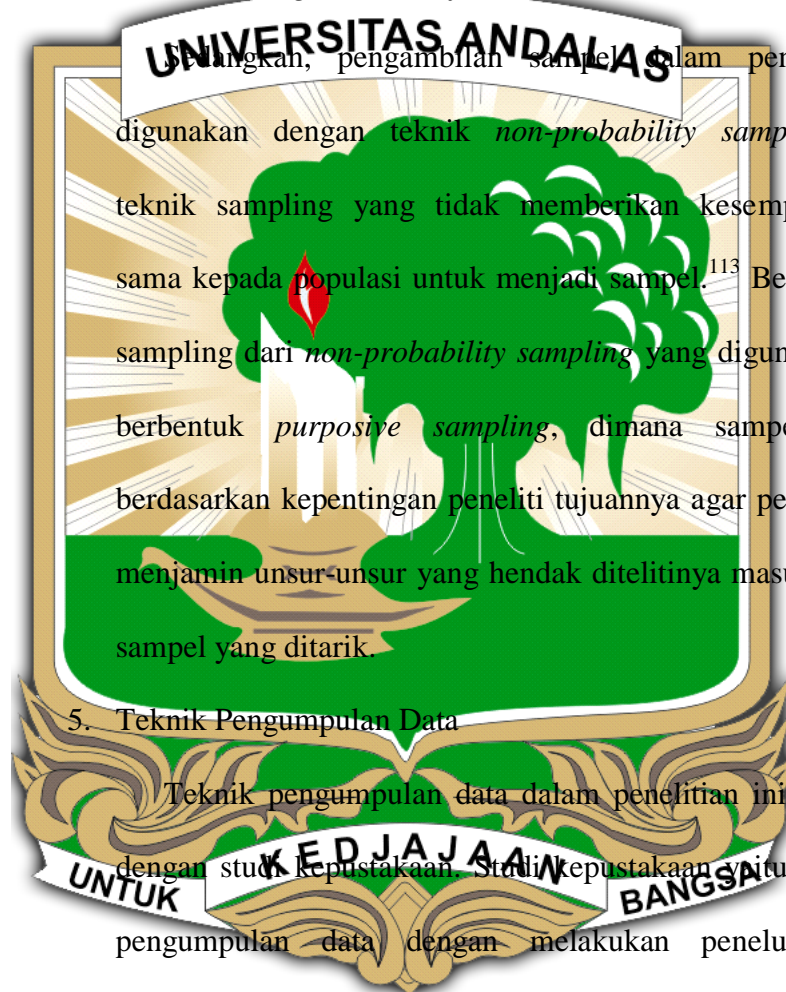 UNIVERSITAS ANDALAS
Sedangkan, pengambilan sampel dalam pen
digunakan dengan teknik non-probability samp
teknik sampling yang tidak memberikan kesemp
sama kepada populasi untuk menjadi sampel.113 Be
sampling dari non-probability sampling yang digun
berbentuk purposive sampling, dimana samp
berdasarkan kepentingan peneliti tujuannya agar pe
menjamin unsur-unsur yang hendak ditelitinya masu
sampel yang ditarik.
5. Teknik Pengumpulan Data
Teknik pengumpulan data dalam penelitian ini
dengan studi kepustakaan. Studi kepustakaan yaitu
UNTUK KEDJAJAAN BANGSA
pengumpulan data dengan melakukan penelu